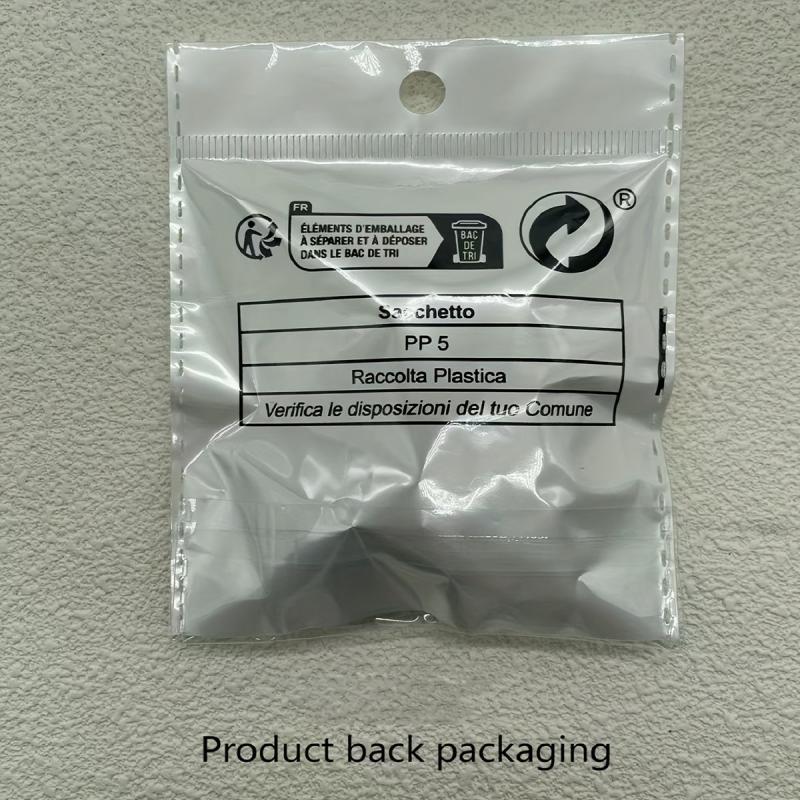 FR
ÉLÉMENTS D'EMBALLAGE
À SÉPARER ET À DÉPOSER
DANS LE BAC DE TRI
BAC
DE
TRI
®
Sacchetto
PP 5
Raccolta Plastica
Verifica le disposizioni del tuo Comune
Product back packaging